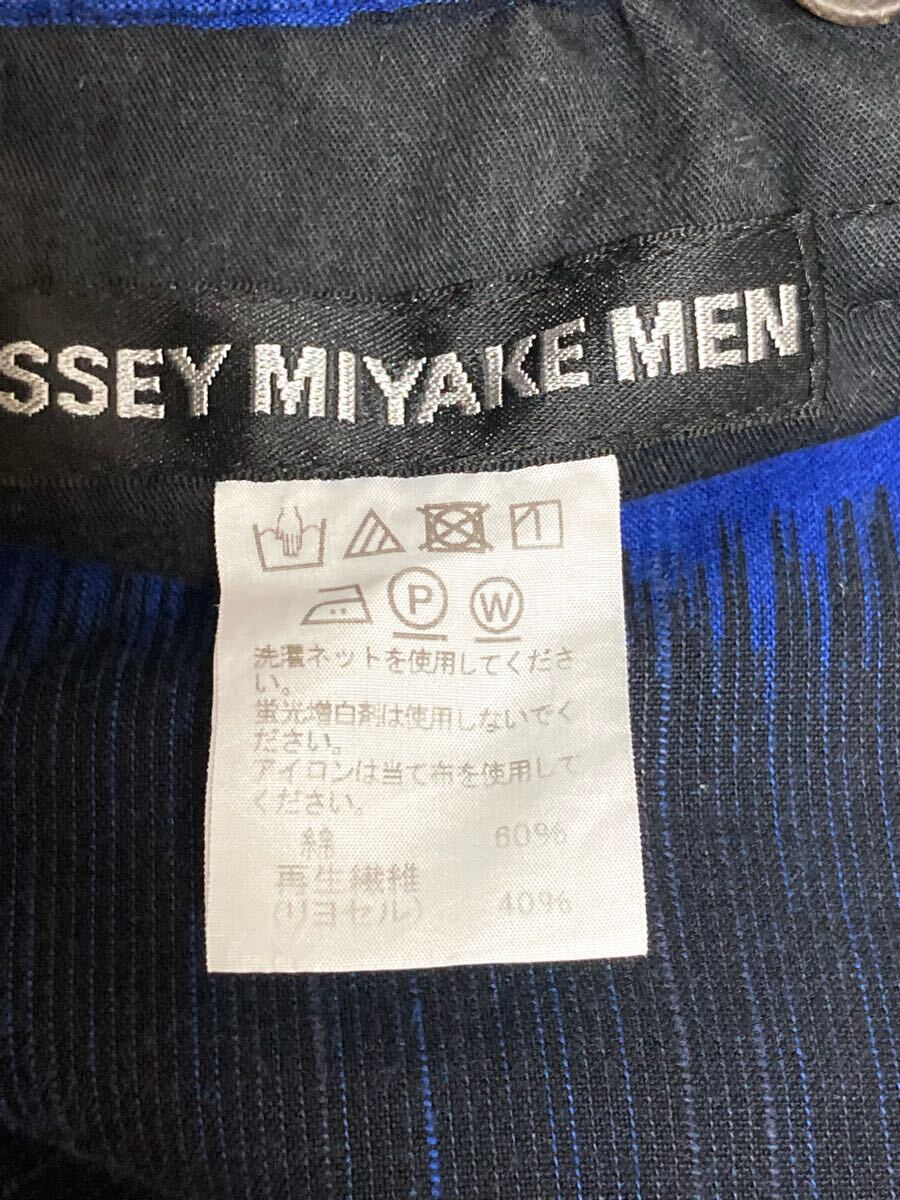 SSEY MIYAKE MEN
P W
洗濯ネットを使用してくださ
い。
蛍光増白剤は使用しないでく
ださい。
アイロンは当て布を使用して
ください。
綿 60%
再生繊維
(リヨセル) 40%